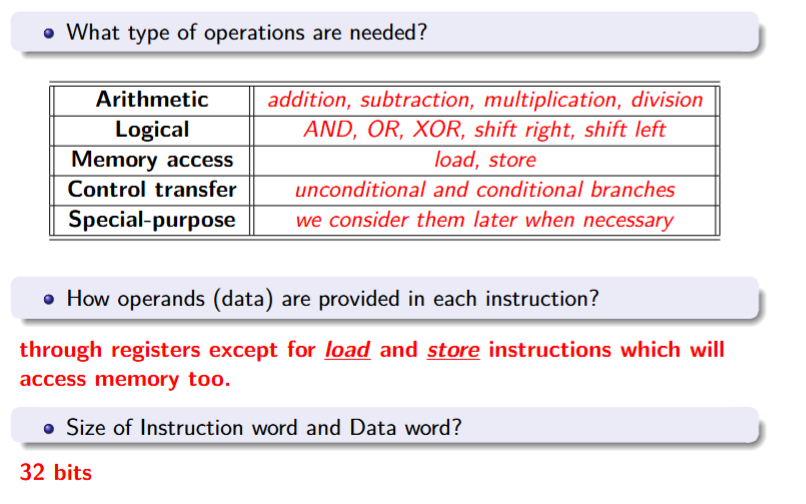 What type of operations are needed?
Arithmetic addition, subtraction, multiplication, division
Logical AND, OR, XOR, shift right, shift left
Memory access load, store
Control transfer unconditional and conditional branches
Special-purpose we consider them later when necessary
How operands (data) are provided in each instruction?
through registers except for load and store instructions which will
access memory too.
Size of Instruction word and Data word?
32 bits